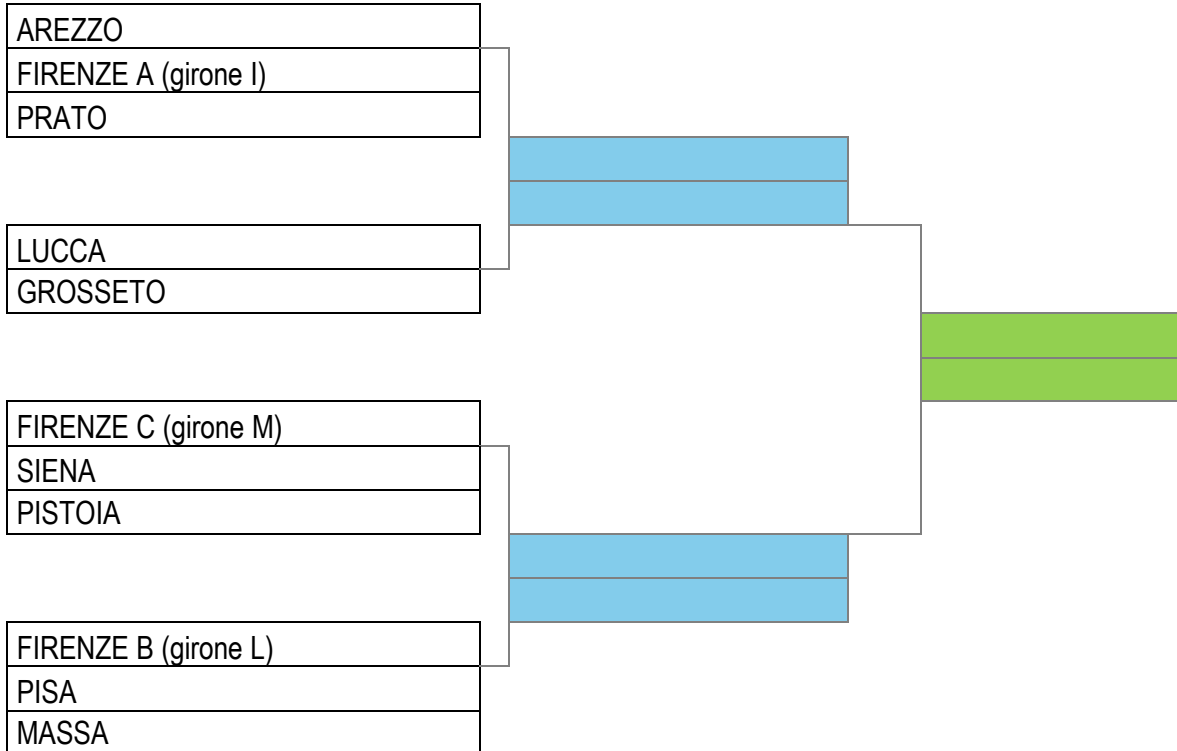 AREZZO
FIRENZE A (girone I)
PRATO
LUCCA
GROSSETO
FIRENZE C (girone M)
SIENA
PISTOIA
FIRENZE B (girone L)
PISA
MASSA